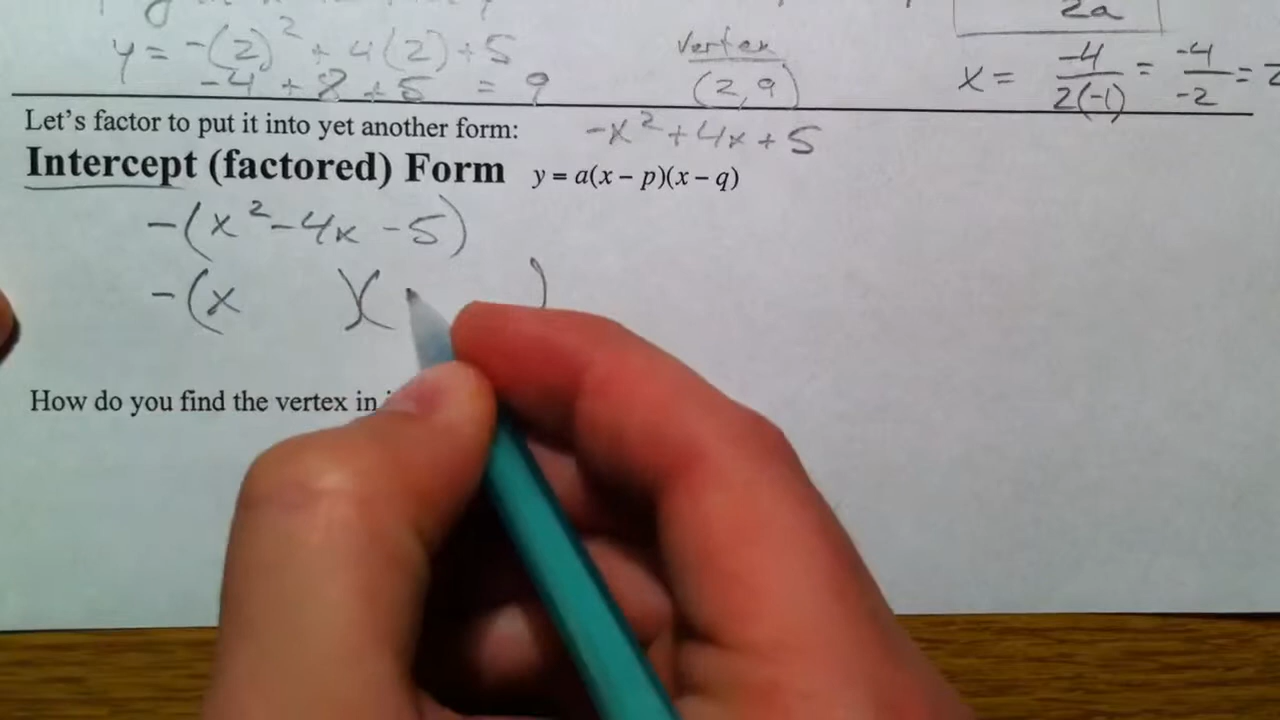 2a
y = -(2)² + 4(2) + 5
-4 + 8 + 5 = 9
Vertex
(2,9)
x = -4/2(-1) = -4/-2 = 2
Let's factor to put it into yet another form:
-x² + 4x + 5
Intercept (factored) Form y = a(x – p)(x – q)
-(x² - 4x - 5)
-(x )( )
How do you find the vertex in